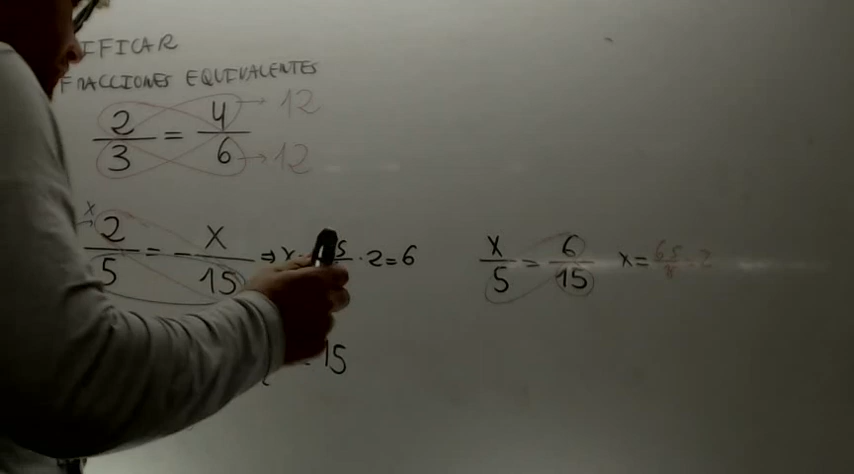 IFICAR
FRACCIONES EQUIVALENTES
2/3 = 4/6 → 12
→ 12
x
2/5 = x/15 ⇒ x · 2 = 6
x/5 = 6/15 x =
15